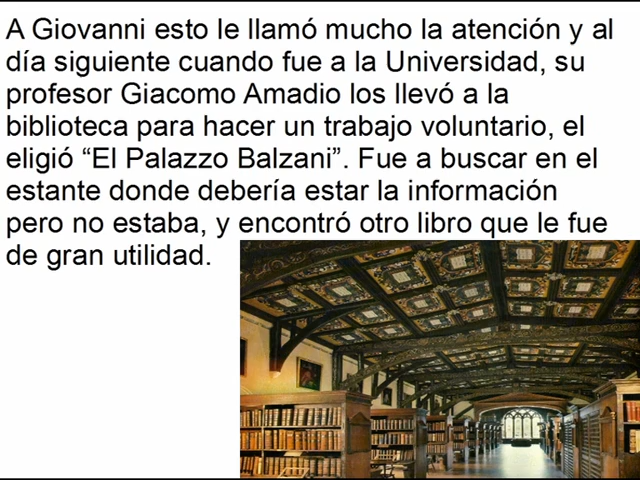 A Giovanni esto le llamó mucho la atención y al
día siguiente cuando fue a la Universidad, su
profesor Giacomo Amadio los llevó a la
biblioteca para hacer un trabajo voluntario, el
eligió “El Palazzo Balzani”. Fue a buscar en el
estante donde debería estar la información
pero no estaba, y encontró otro libro que le fue
de gran utilidad.